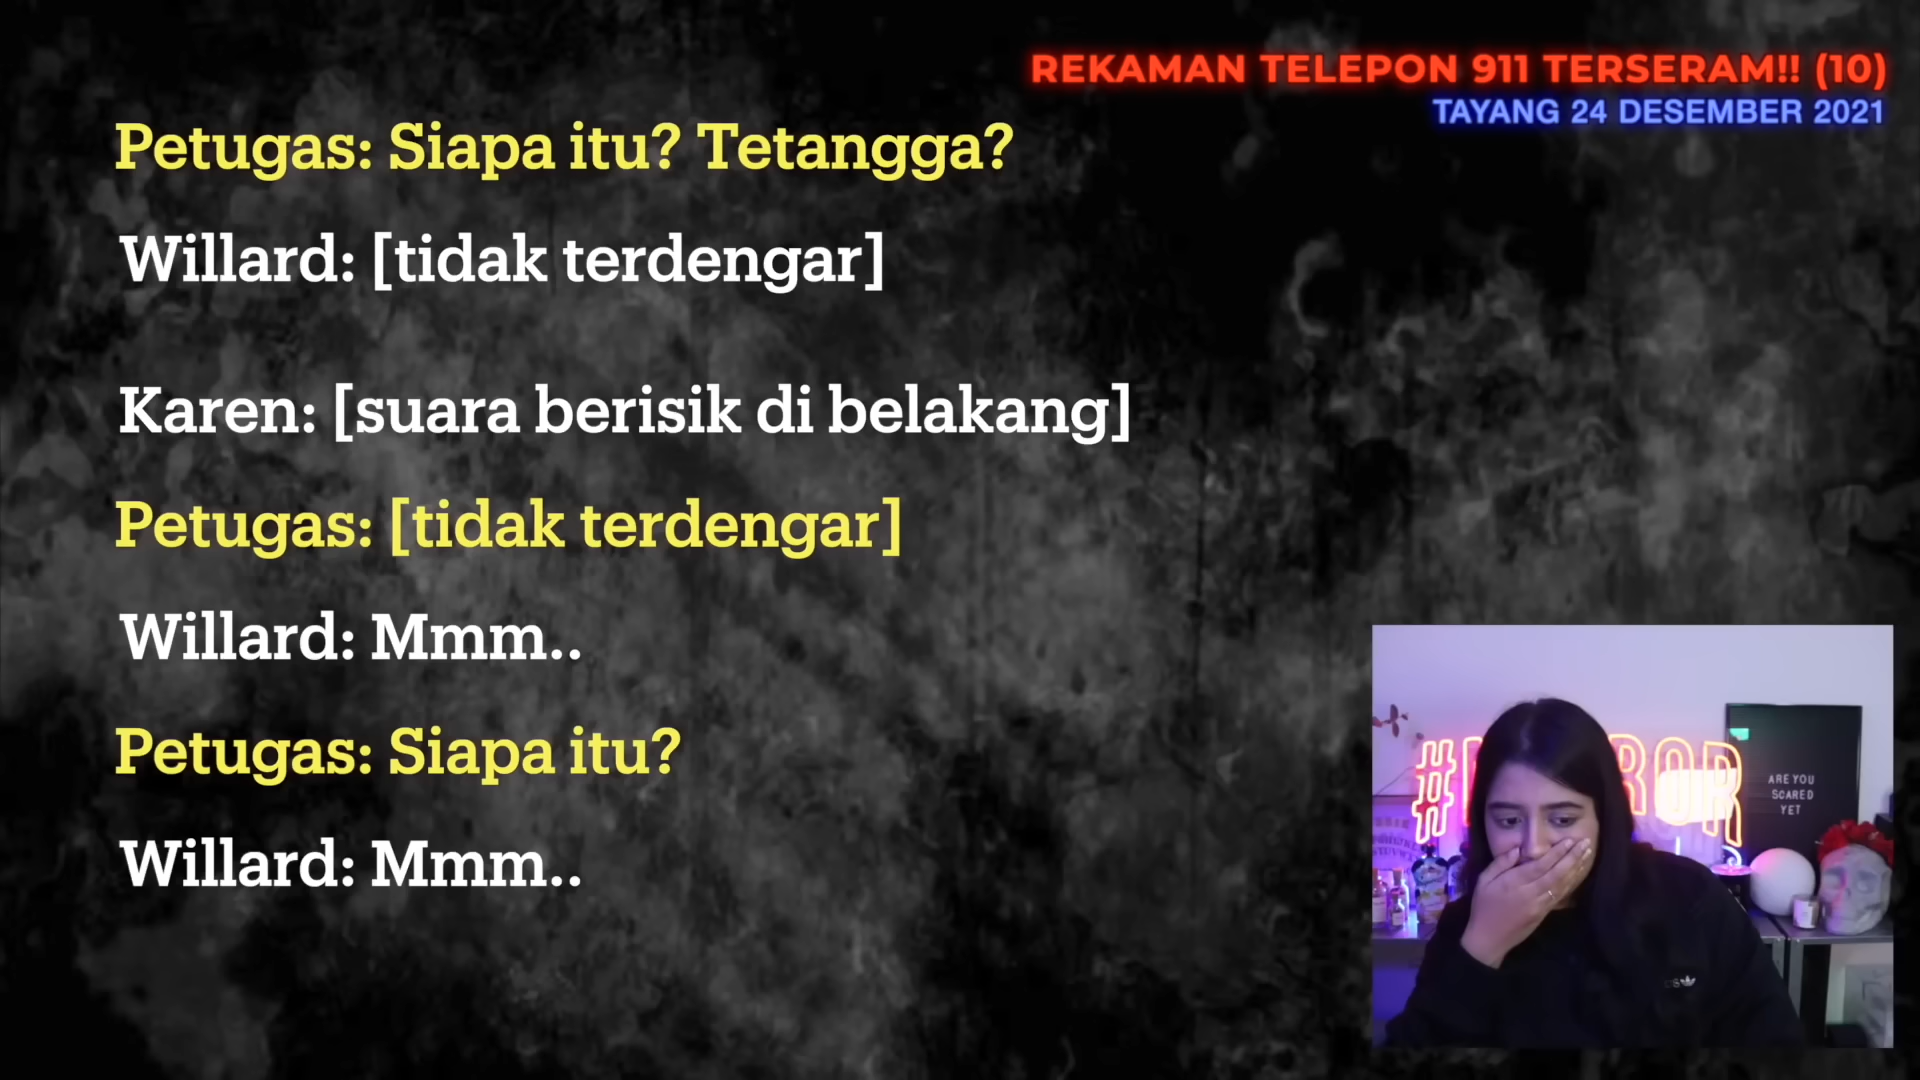 REKAMAN TELEPON 911 TERSERAM!! (10)
TAYANG 24 DESEMBER 2021
Petugas: Siapa itu? Tetangga?
Willard: [tidak terdengar]
Karen: [suara berisik di belakang]
Petugas: [tidak terdengar]
Willard: Mmm..
Petugas: Siapa itu?
Willard: Mmm..
ARE YOU
SCARED
YET